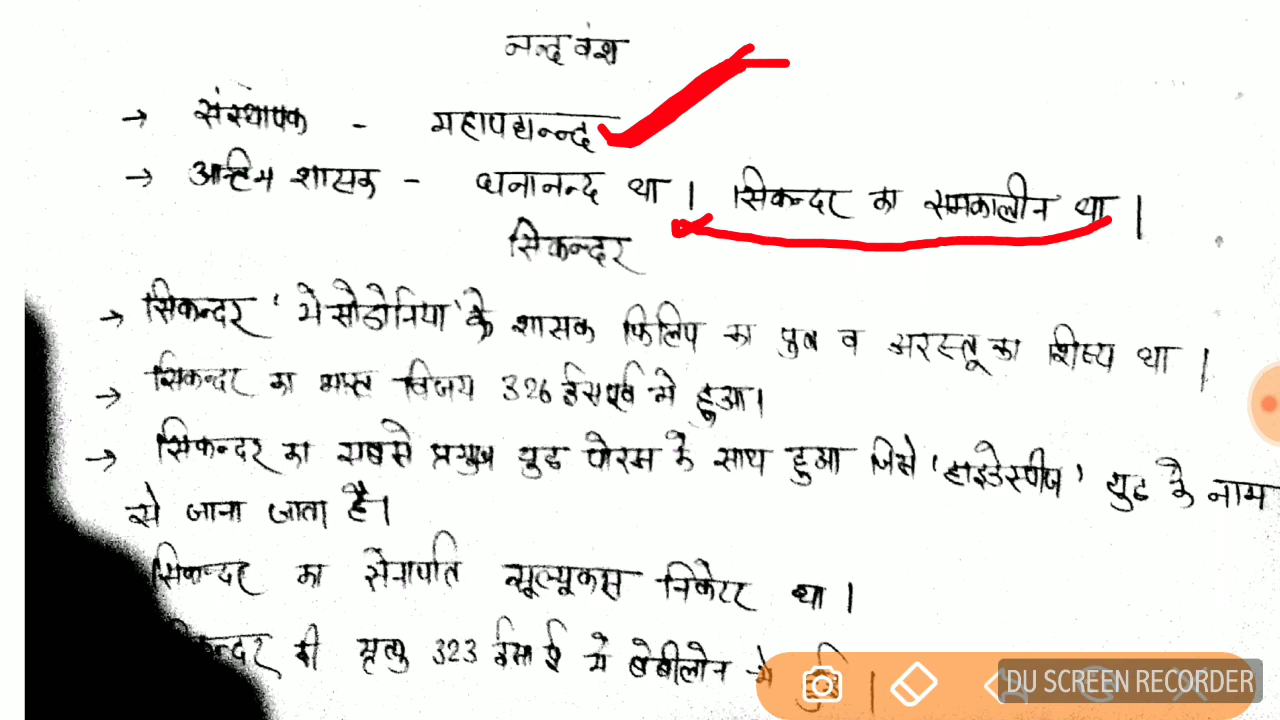 नन्द वंश
→ संस्थापक - महापद्मनन्द
→ अन्तिम शासक - धनानन्द था । सिकन्दर का समकालीन था ।
सिकन्दर
→ सिकन्दर 'मेसोडोनिया' के शासक फिलिप का पुत्र व अरस्तू का शिष्य था ।
→ सिकन्दर का भारत विजय 326 ईसापूर्व मे हुआ।
→ सिकन्दर का सबसे प्रमुख युद्ध पोरस के साथ हुआ जिसे 'हाइडेस्पीज' युद्ध के नाम
से जाना जाता है।
सिकन्दर का सेनापति सूल्यूकस निकेटर था ।
की मृत्यु 323 में बेबीलोन मे हुई ।
DU SCREEN RECORDER